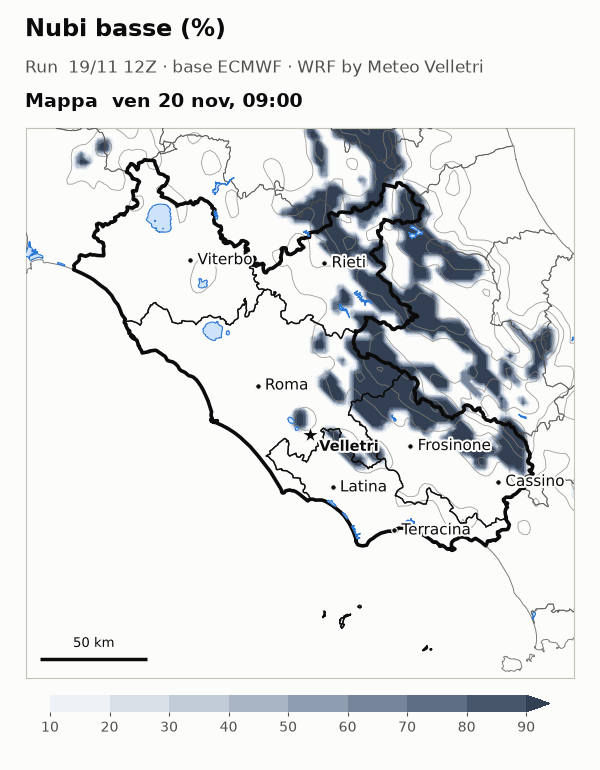 Nubi basse (%)
Run  19/11 12Z · base ECMWF · WRF by Meteo Velletri
Mappa  ven 20 nov, 09:00
Viterbo
Rieti
Roma
Velletri
Frosinone
Latina
Cassino
Terracina
50 km
10 20 30 40 50 60 70 80 90